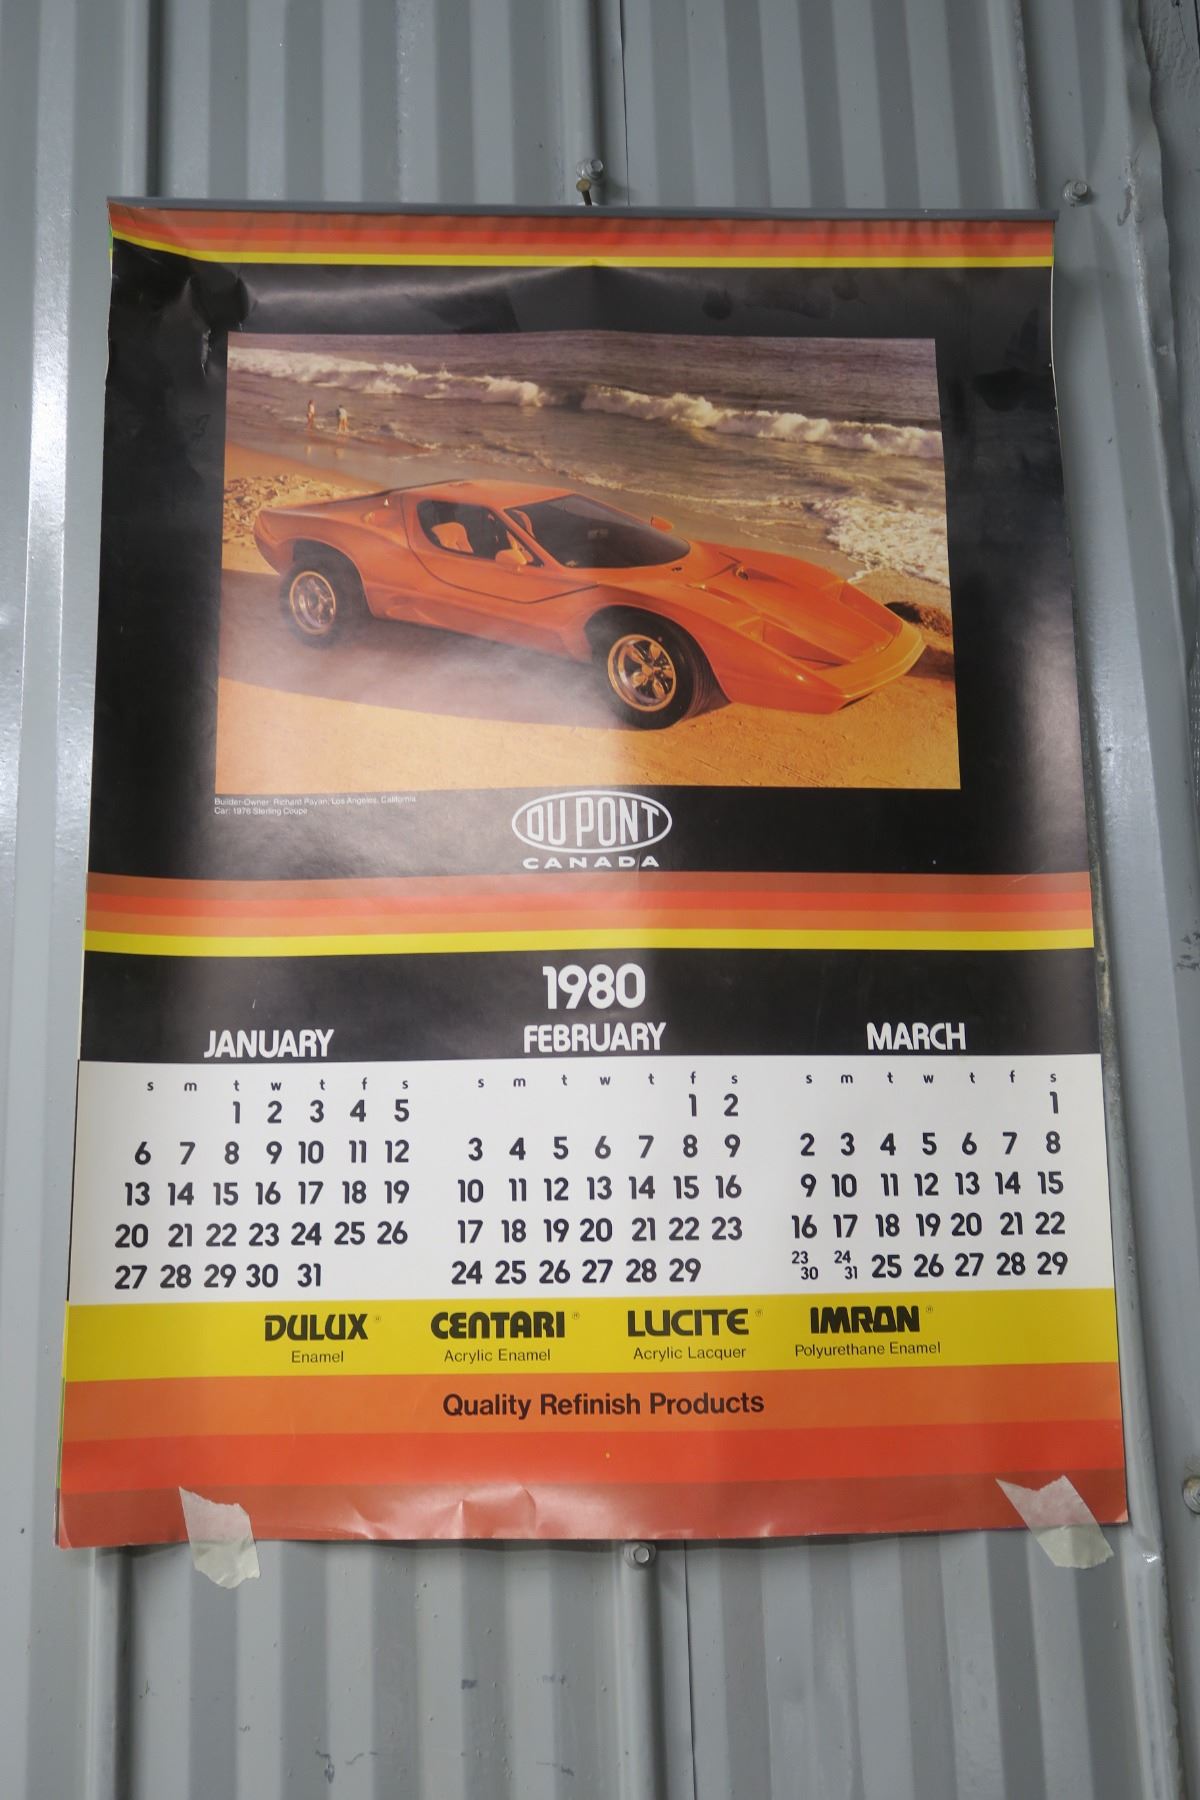 Builder-Owner: Richard Payan, Los Angeles, California
Car: 1976 Sterling Coupe
DU PONT
CANADA
1980
JANUARY
s m t w t f s
1 2 3 4 5
6 7 8 9 10 11 12
13 14 15 16 17 18 19
20 21 22 23 24 25 26
27 28 29 30 31
FEBRUARY
s m t w t f s
1 2
3 4 5 6 7 8 9
10 11 12 13 14 15 16
17 18 19 20 21 22 23
24 25 26 27 28 29
MARCH
s m t w t f s
1
2 3 4 5 6 7 8
9 10 11 12 13 14 15
16 17 18 19 20 21 22
23 30 24 31 25 26 27 28 29
DULUX®
Enamel
CENTARI®
Acrylic Enamel
LUCITE®
Acrylic Lacquer
IMRON®
Polyurethane Enamel
Quality Refinish Products